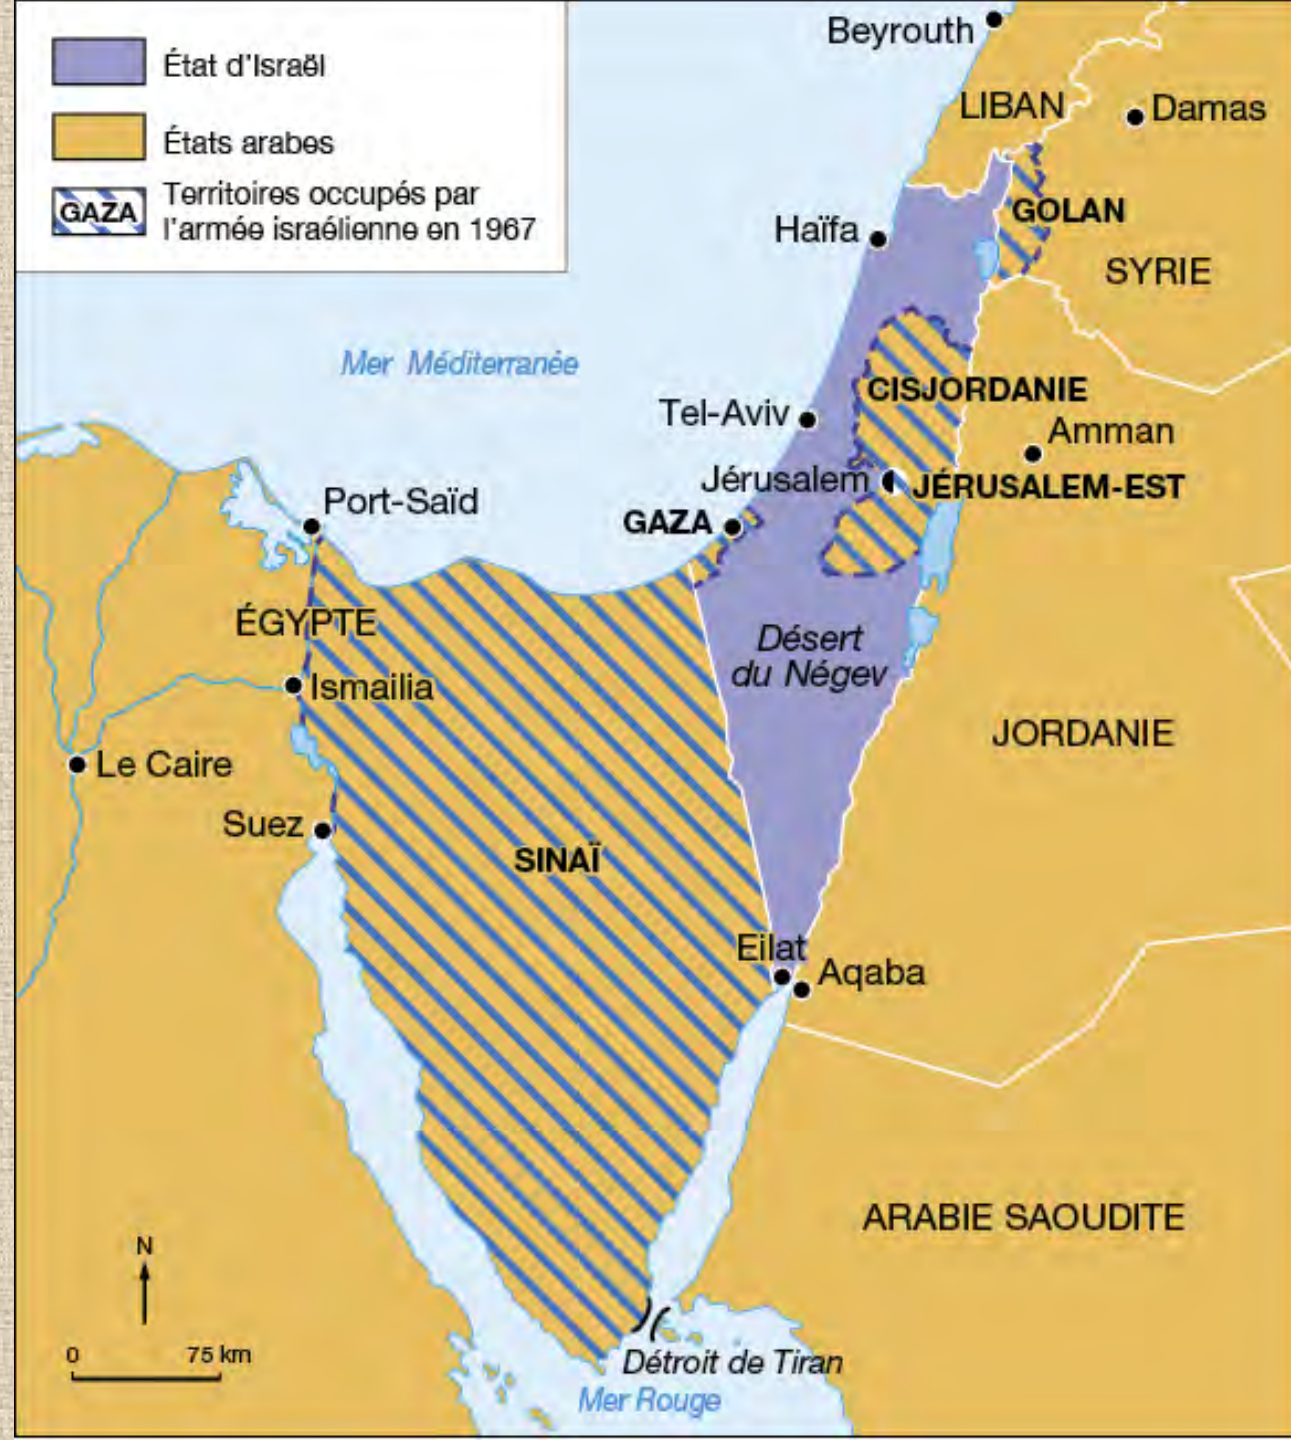 État d'Israël
États arabes
GAZA
Territoires occupés par
l'armée israélienne en 1967
Beyrouth
LIBAN
Damas
GOLAN
Haïfa
SYRIE
Mer Méditerranée
CISJORDANIE
Tel-Aviv
Amman
Jérusalem
JÉRUSALEM-EST
Port-Saïd
GAZA
ÉGYPTE
Désert
du Négev
Ismailia
JORDANIE
Le Caire
Suez
SINAÏ
Eilat
Aqaba
ARABIE SAOUDITE
N
0 75 km
Détroit de Tiran
Mer Rouge